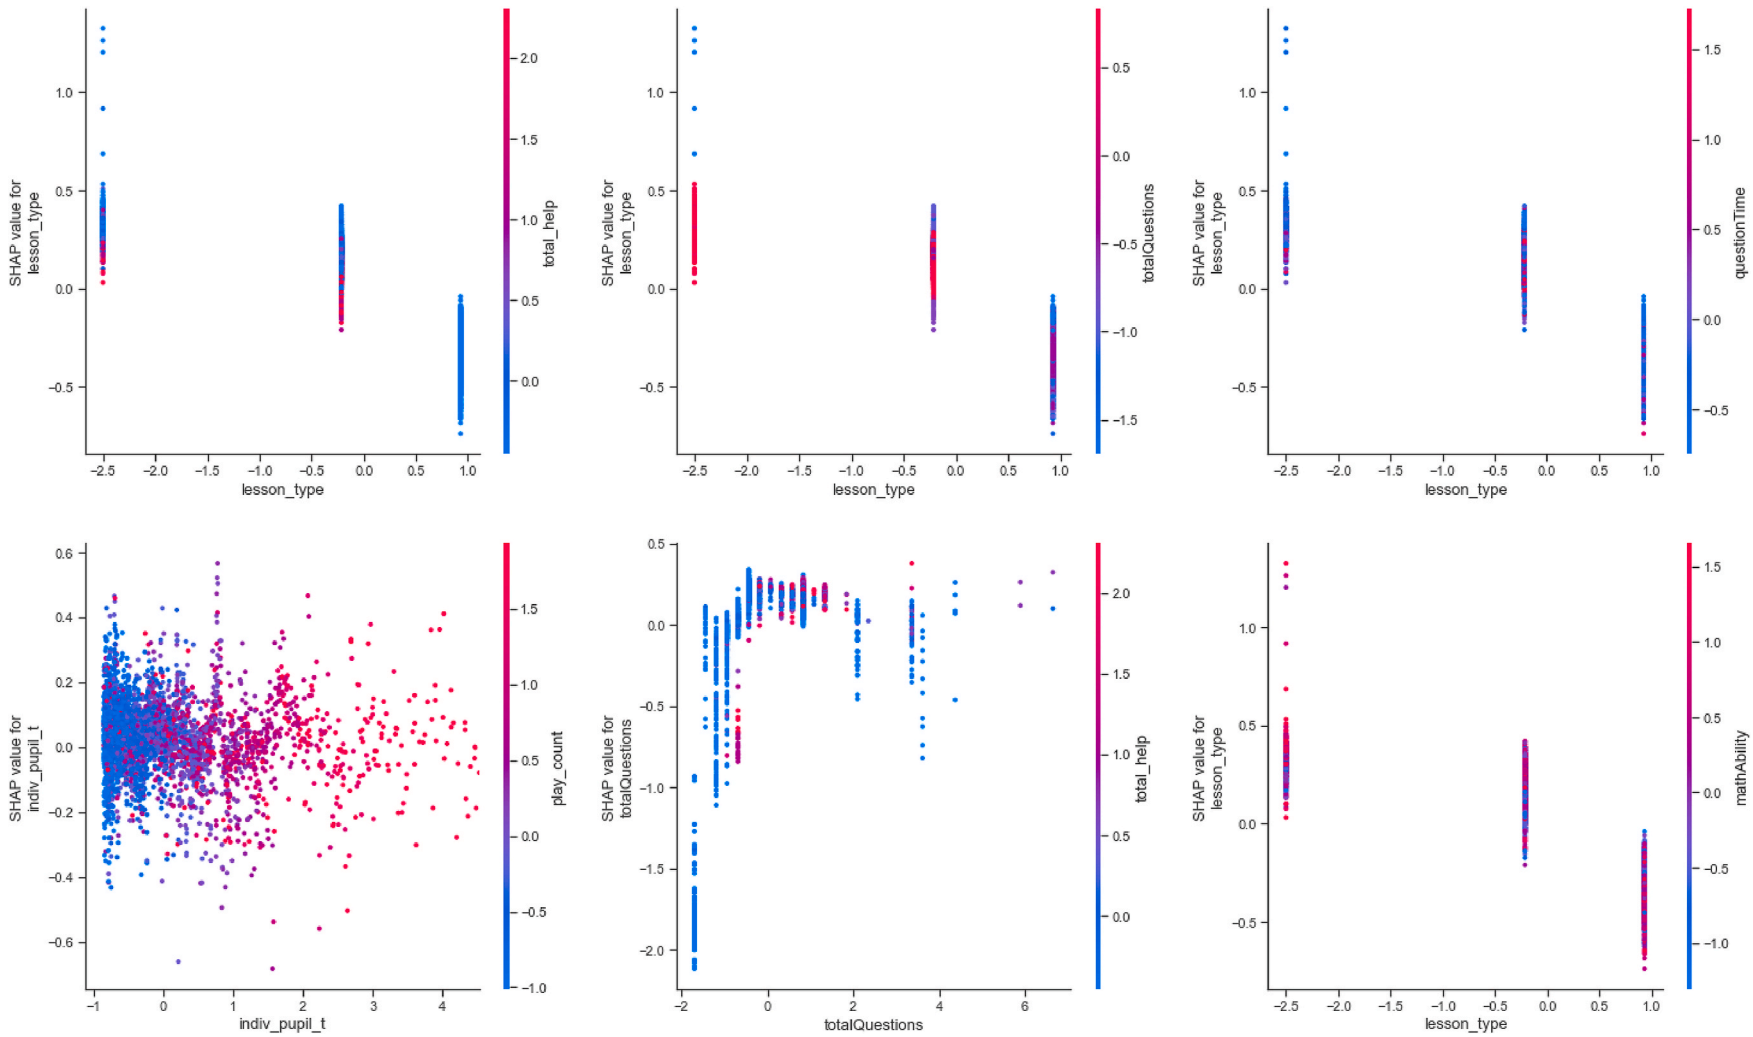 SHAP value for
lesson_type
1.0
0.5
0.0
−0.5
−2.5 −2.0 −1.5 −1.0 −0.5 0.0 0.5 1.0
lesson_type
2.0
1.5
1.0
0.5
0.0
total_help
SHAP value for
lesson_type
1.0
0.5
0.0
−0.5
−2.5 −2.0 −1.5 −1.0 −0.5 0.0 0.5 1.0
lesson_type
0.5
0.0
−0.5
−1.0
−1.5
totalQuestions
SHAP value for
lesson_type
1.0
0.5
0.0
−0.5
−2.5 −2.0 −1.5 −1.0 −0.5 0.0 0.5 1.0
lesson_type
1.5
1.0
0.5
0.0
−0.5
questionTime
SHAP value for
indiv_pupil_t
0.6
0.4
0.2
0.0
−0.2
−0.4
−0.6
−1 0 1 2 3 4
indiv_pupil_t
1.5
1.0
0.5
0.0
−0.5
−1.0
play_count
SHAP value for
totalQuestions
0.5
0.0
−0.5
−1.0
−1.5
−2.0
−2 0 2 4 6
totalQuestions
2.0
1.5
1.0
0.5
0.0
total_help
SHAP value for
lesson_type
1.0
0.5
0.0
−0.5
−2.5 −2.0 −1.5 −1.0 −0.5 0.0 0.5 1.0
lesson_type
1.5
1.0
0.5
0.0
−0.5
−1.0
mathAbility